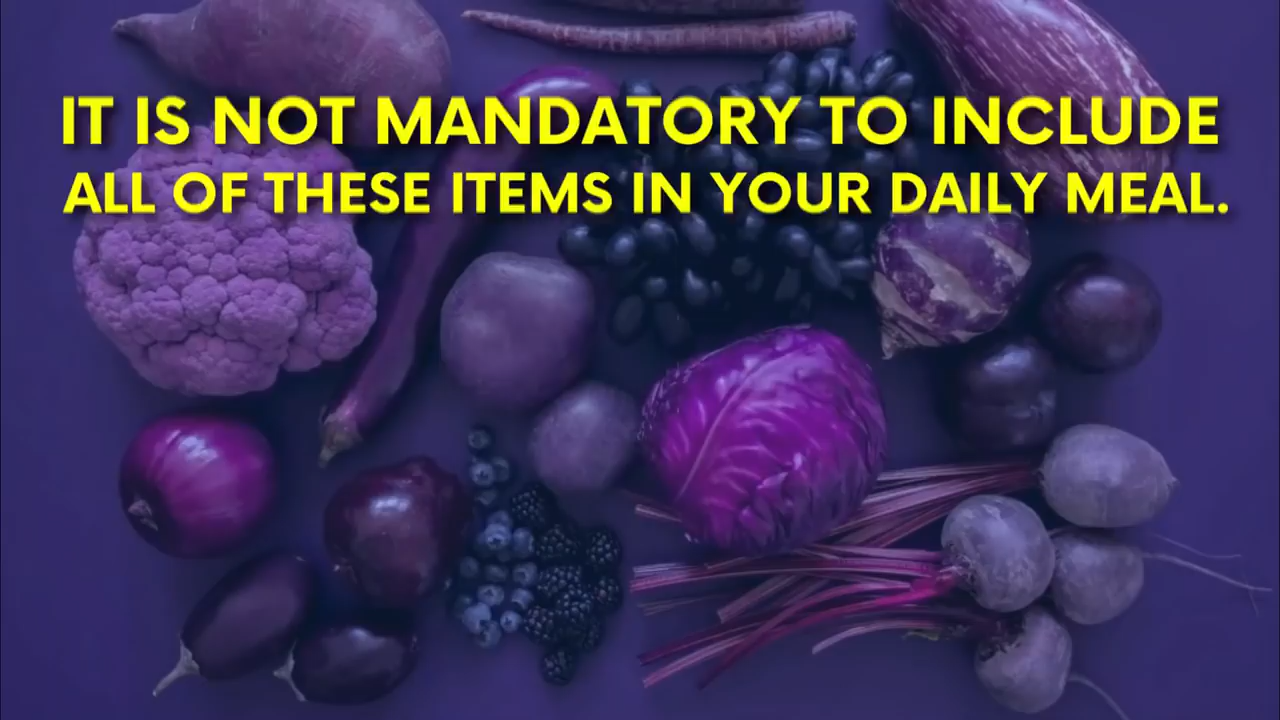 IT IS NOT MANDATORY TO INCLUDE
ALL OF THESE ITEMS IN YOUR DAILY MEAL.